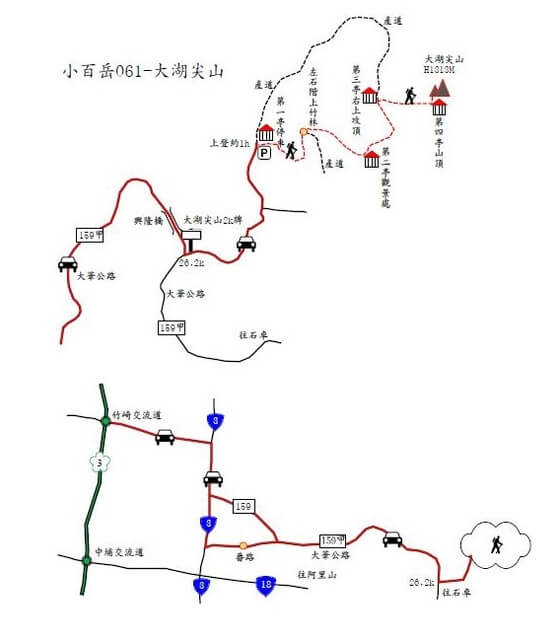 小百岳061-大湖尖山
產道
產道
大湖尖山
H1313M
左右階上竹林
第三亭右上攻頂
第一亭停車
上登約1h
P
產道
第二亭觀景處
第四亭山頂
興隆橋
大湖尖山2k牌
159甲
大華公路
26.2k
大華公路
159甲
往石卓
竹崎交流道
3
3
159
3
159甲
大華公路
番路
中埔交流道
往阿里山
3
18
26.2k
往石卓